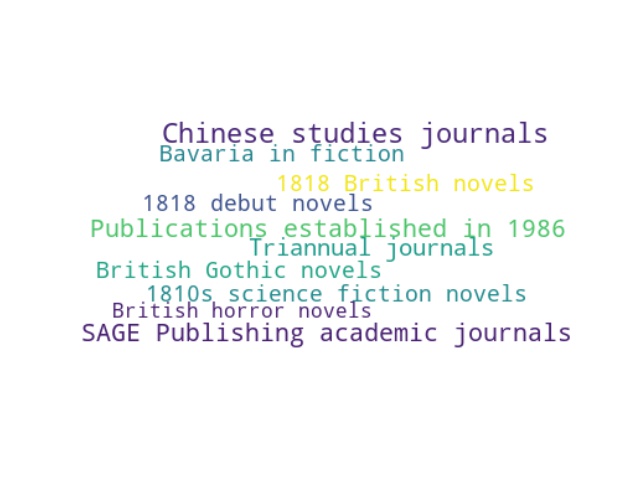 Chinese studies journals
Bavaria in fiction
1818 British novels
1818 debut novels
Publications established in 1986
Triannual journals
British Gothic novels
1810s science fiction novels
British horror novels
SAGE Publishing academic journals